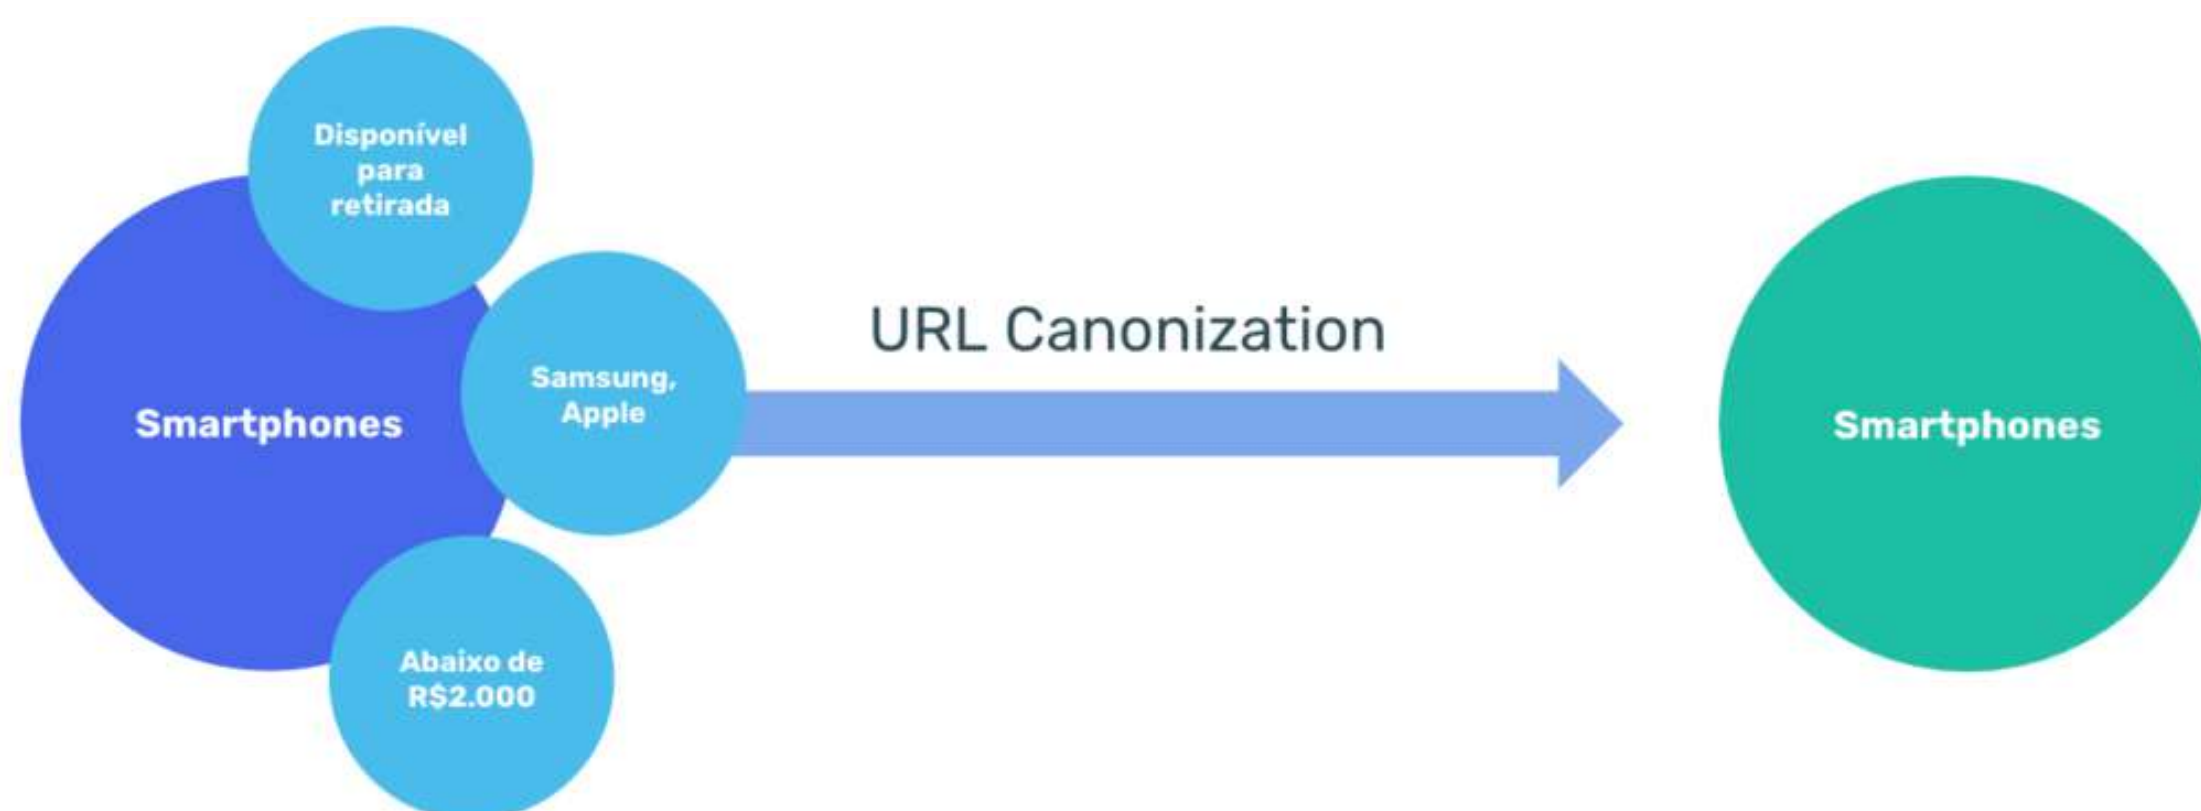 Disponível
para
retirada
Smartphones
Samsung,
Apple
Abaixo de
R$2.000
URL Canonization
Smartphones